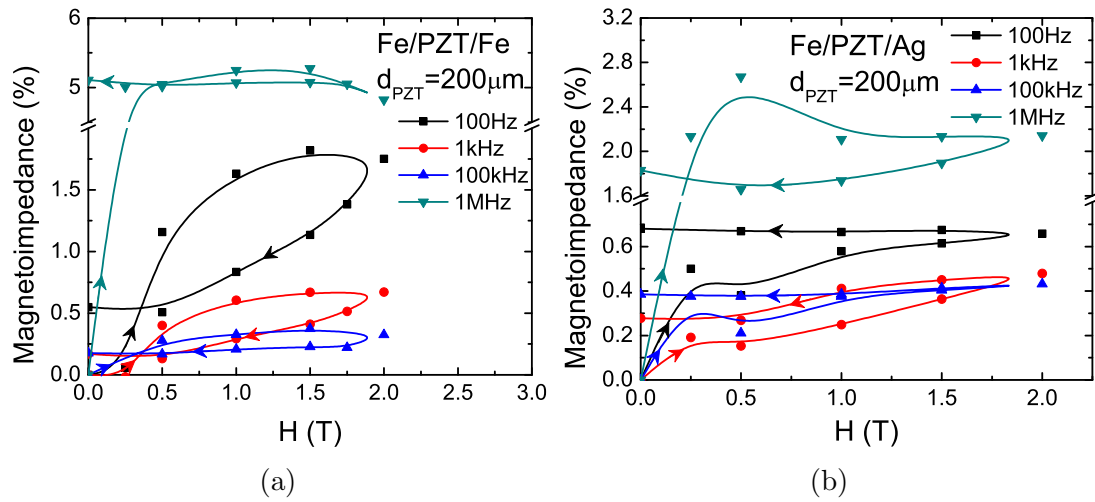 Fe/PZT/Fe
dPZT=200μm
100Hz
1kHz
100kHz
1MHz
Magnetoimpedance (%)
6
5
1.5
1.0
0.5
0.0
0.0 0.5 1.0 1.5 2.0 2.5 3.0
H (T)
(a)
Fe/PZT/Ag
dPZT=200μm
100Hz
1kHz
100kHz
1MHz
Magnetoimpedance (%)
3.2
2.8
2.4
2.0
1.6
0.6
0.4
0.2
0.0
0.0 0.5 1.0 1.5 2.0
H (T)
(b)